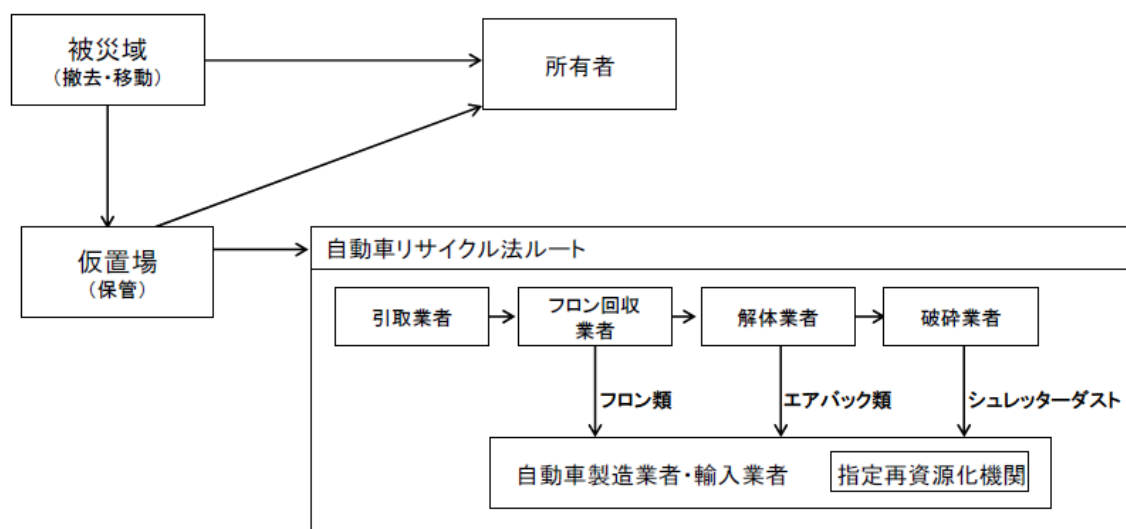 被災域
（撤去・移動）
所有者
仮置場
（保管）
自動車リサイクル法ルート
引取業者
フロン回収
業者
解体業者
破砕業者
フロン類
エアバック類
シュレッターダスト
自動車製造業者・輸入業者
指定再資源化機関